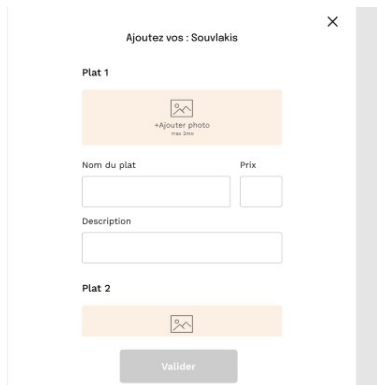 Ajoutez vos : Souvlakis
Plat 1
+Ajouter photo
max 2mo
Nom du plat Prix
Description
Plat 2
Valider